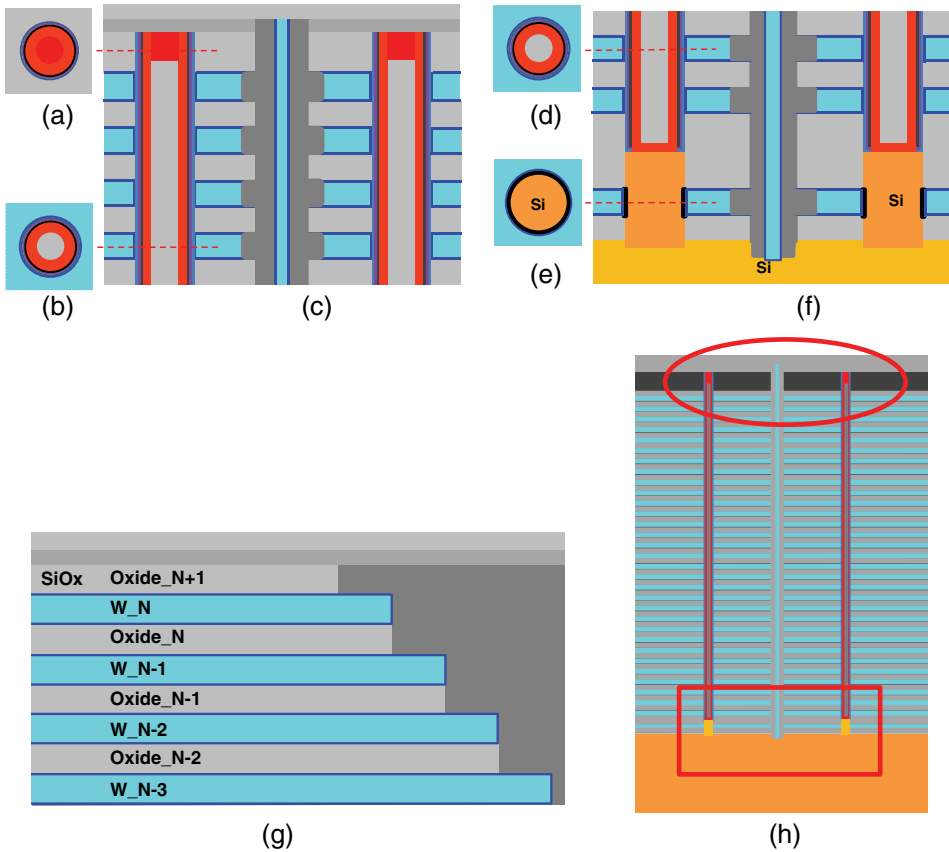 (a)
(b)
(c)
(d)
Si
(e)
Si
Si
(f)
SiOx Oxide_N+1
W_N
Oxide_N
W_N-1
Oxide_N-1
W_N-2
Oxide_N-2
W_N-3
(g)
(h)